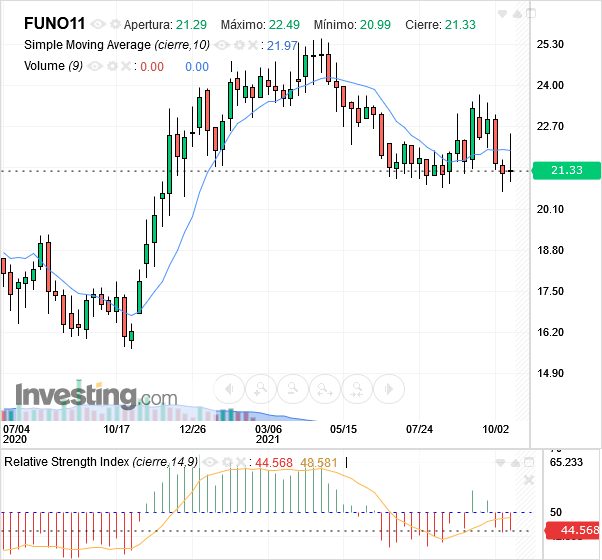 FUNO11 Apertura: 21.29 Máximo: 22.49 Mínimo: 20.99 Cierre: 21.33
Simple Moving Average (cierre,10) : 21.97
Volume (9) : 0.00 0.00
25.30
24.00
22.70
21.33
20.10
18.80
17.50
16.20
14.90
Investing.com
07/04 10/17 12/26 03/06 05/15 07/24 10/02
2020 2021
Relative Strength Index (cierre,14,9) : 44.568 48.581
65.233
50
44.568